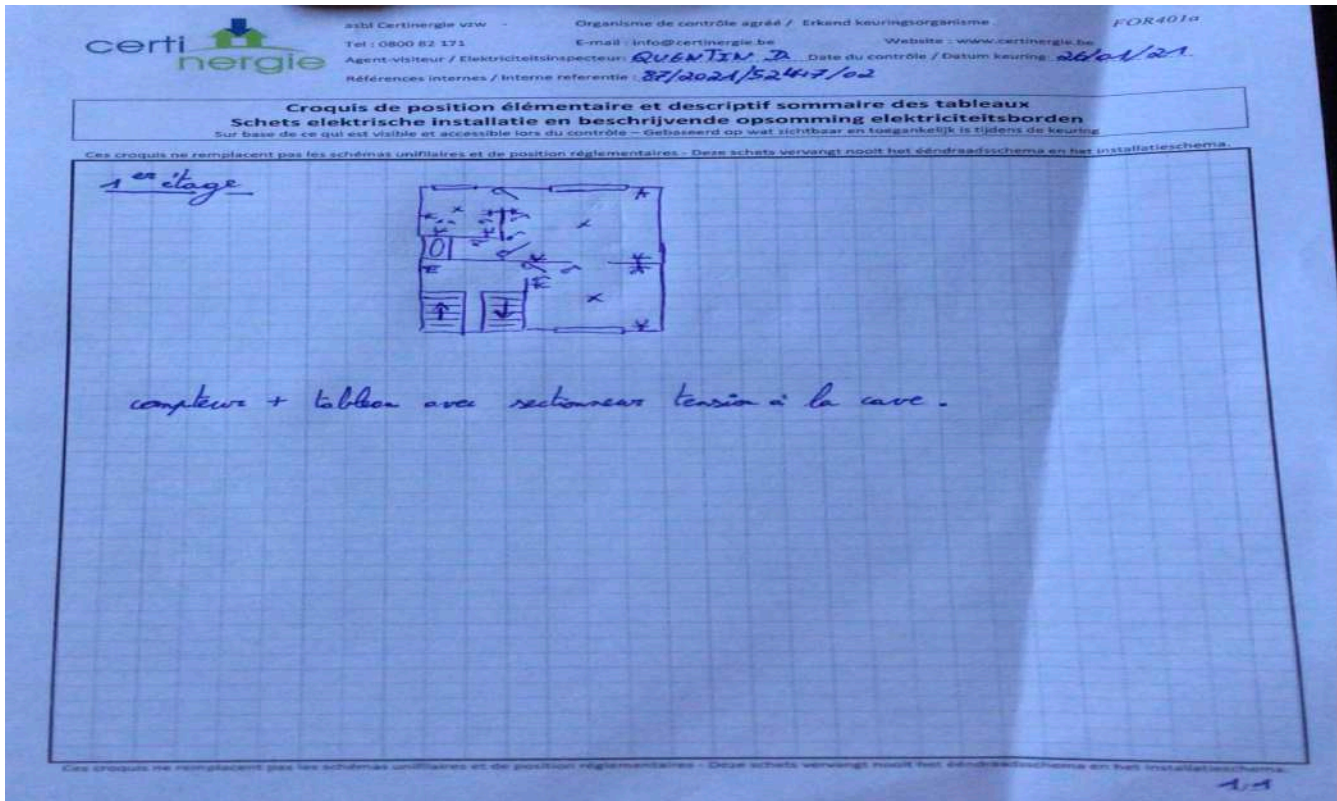 certi
nergie
asbl Certinergie vzw - Organisme de contrôle agréé / Erkend keuringsorganisme FOR401a
Tel : 0800 82 171 E-mail : info@certinergie.be Website : www.certinergie.be
Agent-visiteur / Elektriciteitsinspecteur: QUENTIN D. Date du contrôle / Datum keuring: 26/01/21
Références internes / Interne referentie : 87/2021/52447/02
Croquis de position élémentaire et descriptif sommaire des tableaux
Schets elektrische installatie en beschrijvende opsomming elektriciteitsborden
Sur base de ce qui est visible et accessible lors du contrôle – Gebaseerd op wat zichtbaar en toegankelijk is tijdens de keuring
Ces croquis ne remplacent pas les schémas unifilaires et de position réglementaires - Deze schets vervangt nooit het ééndraadsschema en het installatieschema.
1er étage
compteur + tableau avec sectionneur tension à la cave.
Ces croquis ne remplacent pas les schémas unifilaires et de position réglementaires - Deze schets vervangt nooit het ééndraadsschema en het installatieschema.
1/1